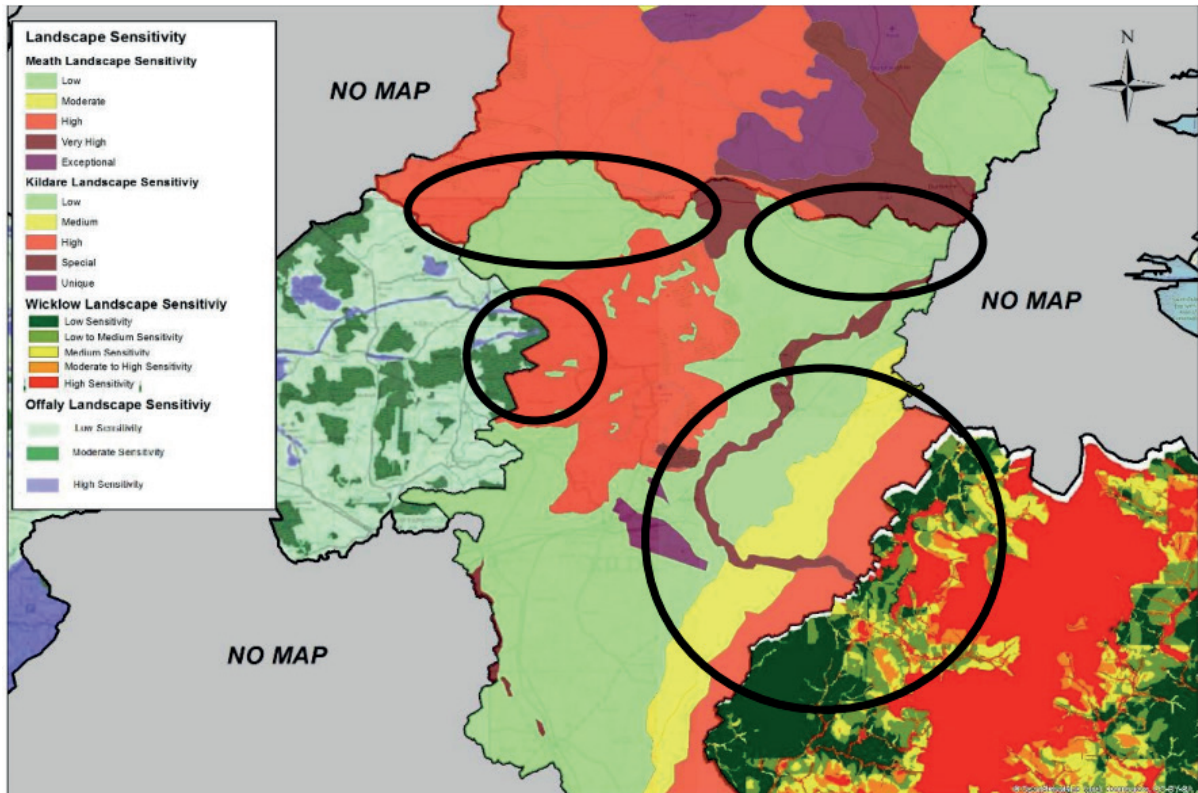 Landscape Sensitivity
Meath Landscape Sensitivity
Low
Moderate
High
Very High
Exceptional
Kildare Landscape Sensitiviy
Low
Medium
High
Special
Unique
Wicklow Landscape Sensitiviy
Low Sensitivity
Low to Medium Sensitivity
Medium Sensitivity
Moderate to High Sensitivity
High Sensitivity
Offaly Landscape Sensitiviy
Low Sensitivity
Moderate Sensitivity
High Sensitivity
NO MAP
N
NO MAP
NO MAP